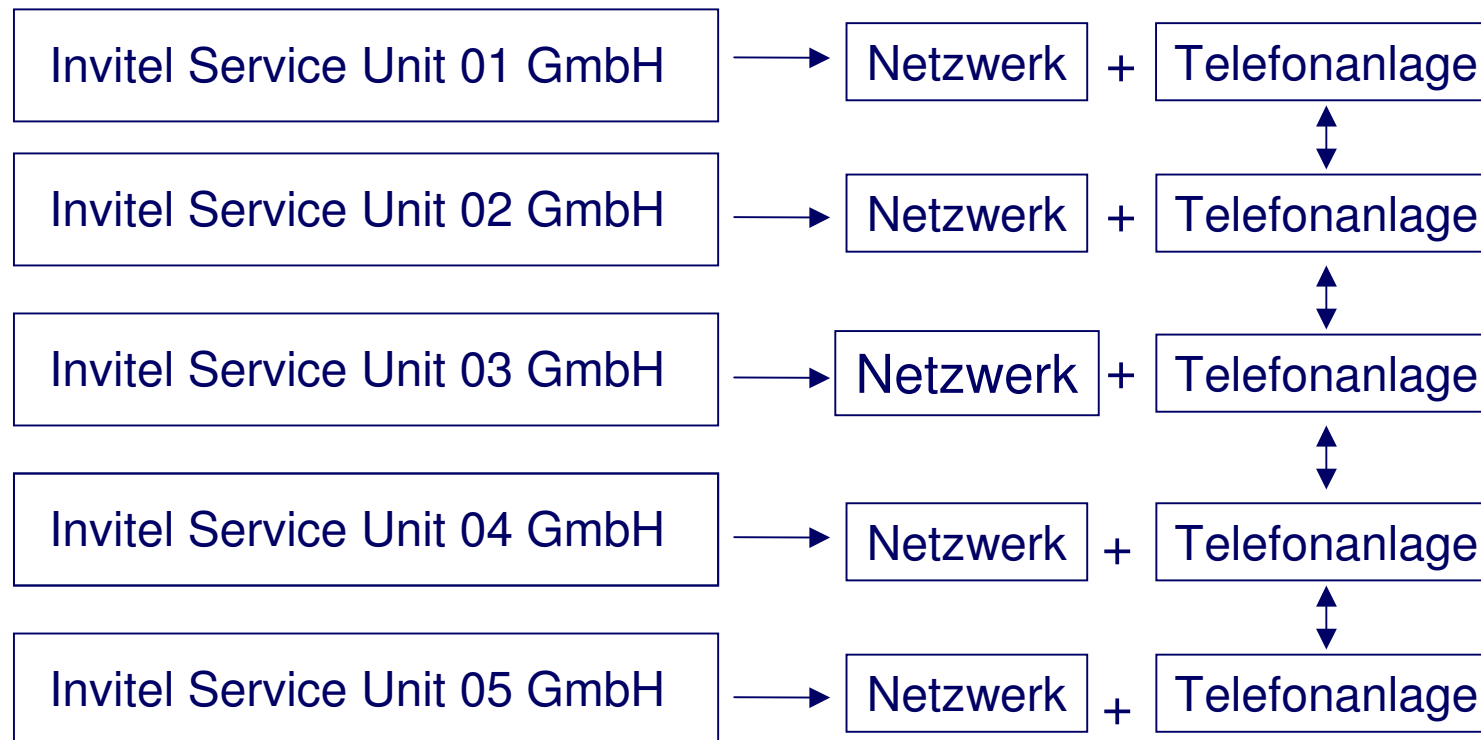 Invitel Service Unit 01 GmbH Netzwerk + Telefonanlage
Invitel Service Unit 02 GmbH Netzwerk + Telefonanlage
Invitel Service Unit 03 GmbH Netzwerk + Telefonanlage
Invitel Service Unit 04 GmbH Netzwerk + Telefonanlage
Invitel Service Unit 05 GmbH Netzwerk + Telefonanlage